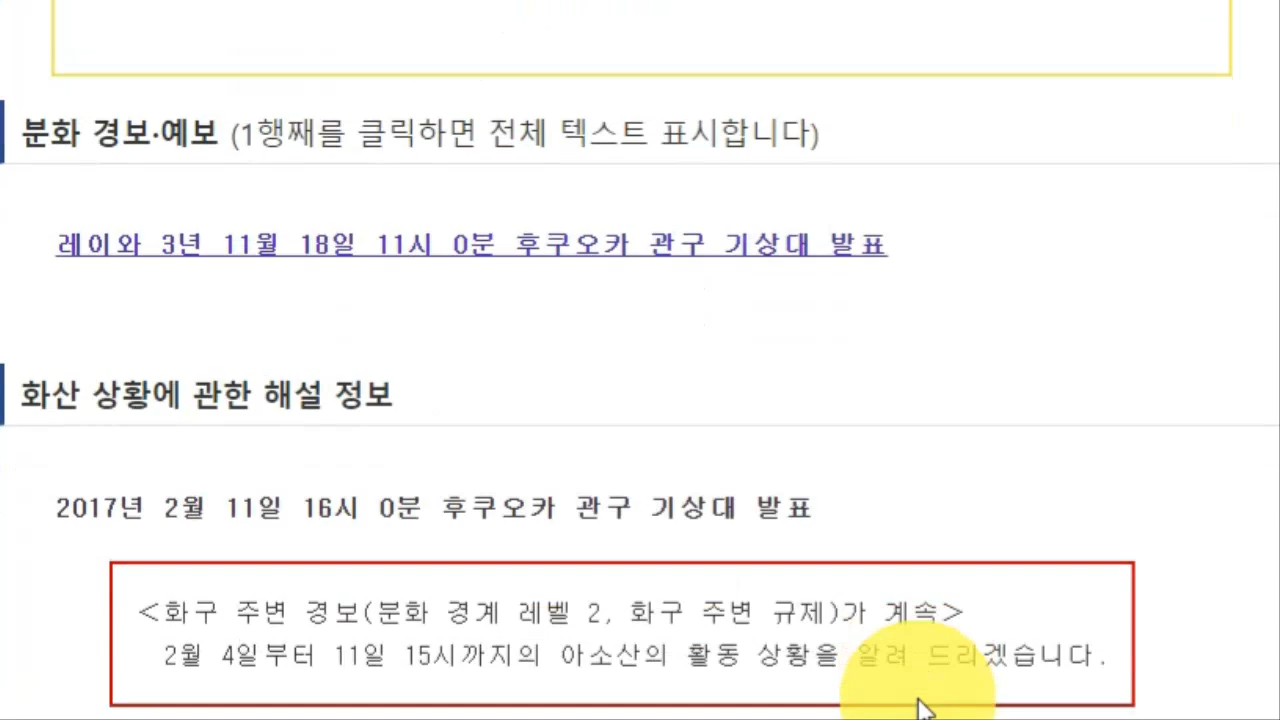 분화 경보·예보 (1행째를 클릭하면 전체 텍스트 표시합니다)
레이와 3년 11월 18일 11시 0분 후쿠오카 관구 기상대 발표
화산 상황에 관한 해설 정보
2017년 2월 11일 16시 0분 후쿠오카 관구 기상대 발표
<화구 주변 경보(분화 경계 레벨 2, 화구 주변 규제)가 계속>
2월 4일부터 11일 15시까지의 아소산의 활동 상황을 알려 드리겠습니다.